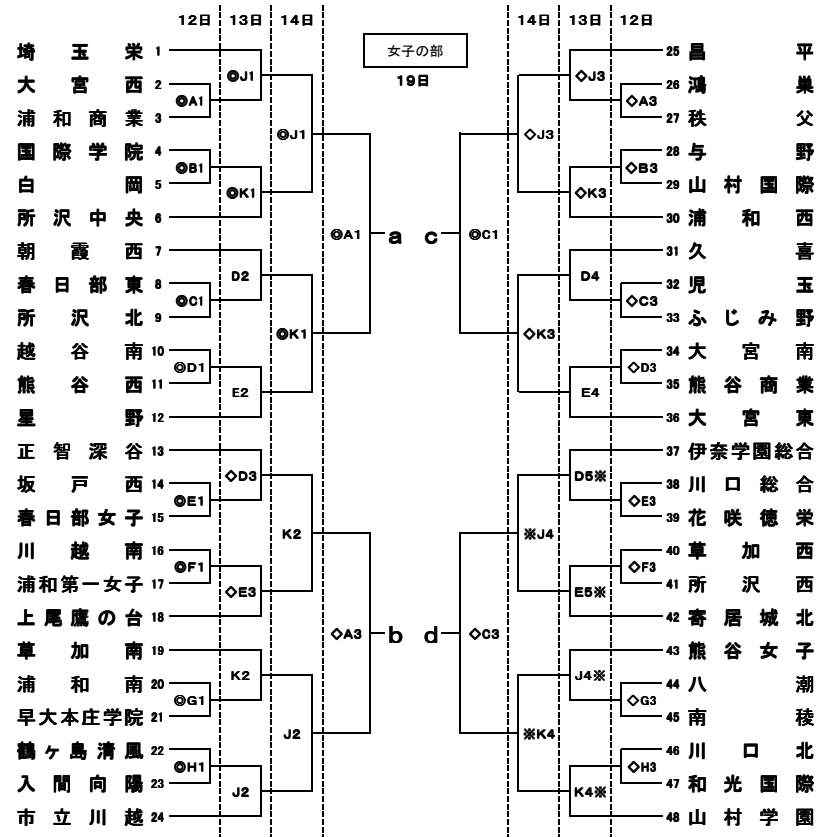 12日 13日 14日
女子の部
19日
14日 13日 12日
埼玉栄 1
大宮西 2
浦和商業 3
国際学院 4
白岡 5
所沢中央 6
朝霞西 7
春日部東 8
所沢北 9
越谷南 10
熊谷西 11
星野 12
正智深谷 13
坂戸西 14
春日部女子 15
川越南 16
浦和第一女子 17
上尾鷹の台 18
草加南 19
浦和南 20
早大本庄学院 21
鶴ヶ島清風 22
入間向陽 23
市立川越 24
◎A1
◎B1
◎C1
◎D1
◎E1
◎F1
◎G1
◎H1
◎J1
◎K1
D2
E2
◇D3
◇E3
K2
J2
◎J1
◎K1
K2
J2
◎A1
◇A3
a c
b d
◎C1
◇C3
◇J3
◇K3
※J4
※K4
◇J3
◇K3
D4
E4
D5※
E5※
J4※
K4※
◇A3
◇B3
◇C3
◇D3
◇E3
◇F3
◇G3
◇H3
25 昌平
26 鴻巣
27 秩父
28 与野
29 山村国際
30 浦和西
31 久喜
32 児玉
33 ふじみ野
34 大宮南
35 熊谷商業
36 大宮東
37 伊奈学園総合
38 川口総合
39 花咲徳栄
40 草加西
41 所沢西
42 寄居城北
43 熊谷女子
44 八潮
45 南稜
46 川口北
47 和光国際
48 山村学園